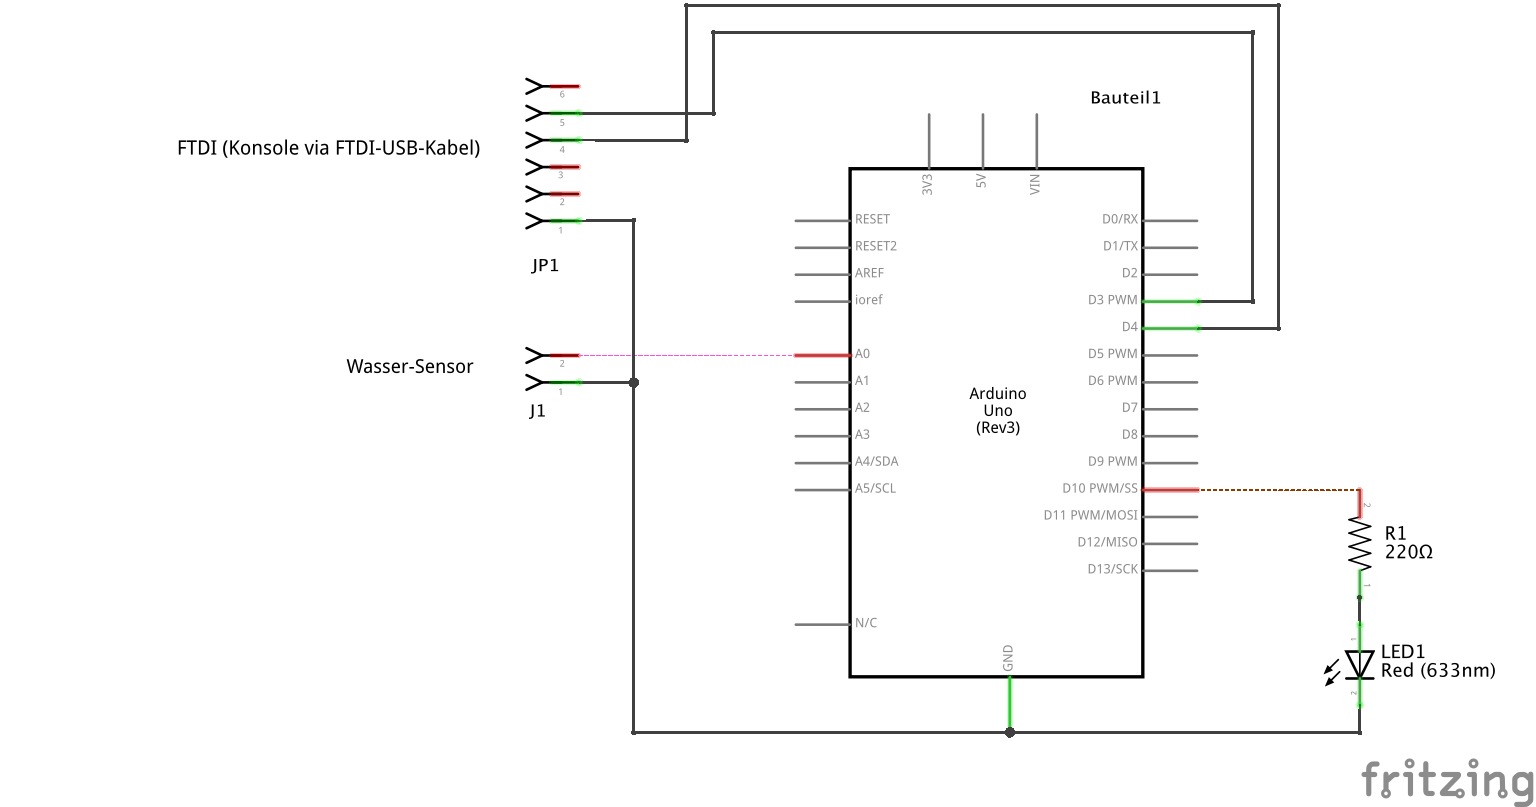 Bauteil1
6
5
4
3
2
1
FTDI (Konsole via FTDI-USB-Kabel)
JP1
Wasser-Sensor
2
1
J1
3V3
5V
VIN
RESET
RESET2
AREF
ioref
A0
A1
A2
A3
A4/SDA
A5/SCL
N/C
Arduino
Uno
(Rev3)
D0/RX
D1/TX
D2
D3 PWM
D4
D5 PWM
D6 PWM
D7
D8
D9 PWM
D10 PWM/SS
D11 PWM/MOSI
D12/MISO
D13/SCK
GND
2
R1
220Ω
1
1
LED1
Red (633nm)
2
fritzing